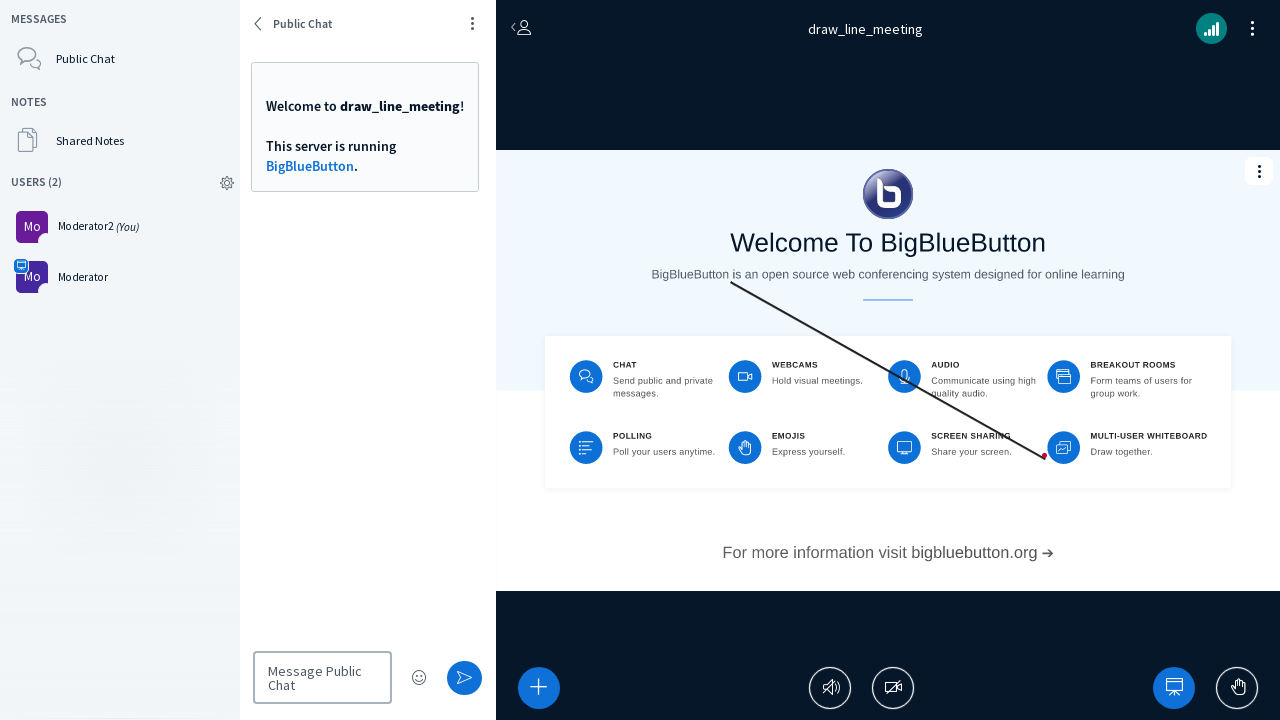 MESSAGES
Public Chat
NOTES
Shared Notes
USERS (2)
Mo
Moderator2 (You)
Mo
Moderator
Public Chat
Welcome to draw_line_meeting!
This server is running
BigBlueButton.
Message Public
Chat
draw_line_meeting
b
Welcome To BigBlueButton
BigBlueButton is an open source web conferencing system designed for online learning
CHAT
Send public and private
messages.
WEBCAMS
Hold visual meetings.
AUDIO
Communicate using high
quality audio.
BREAKOUT ROOMS
Form teams of users for
group work.
POLLING
Poll your users anytime.
EMOJIS
Express yourself.
SCREEN SHARING
Share your screen.
MULTI-USER WHITEBOARD
Draw together.
For more information visit bigbluebutton.org →